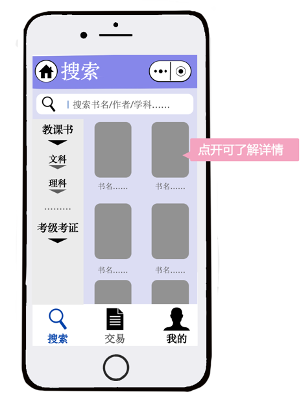 搜索
搜索书名/作者/学科......
教课书
文科
理科
.........
考级考证
书名......
书名......
点开可了解详情
书名......
书名......
搜索
交易
我的